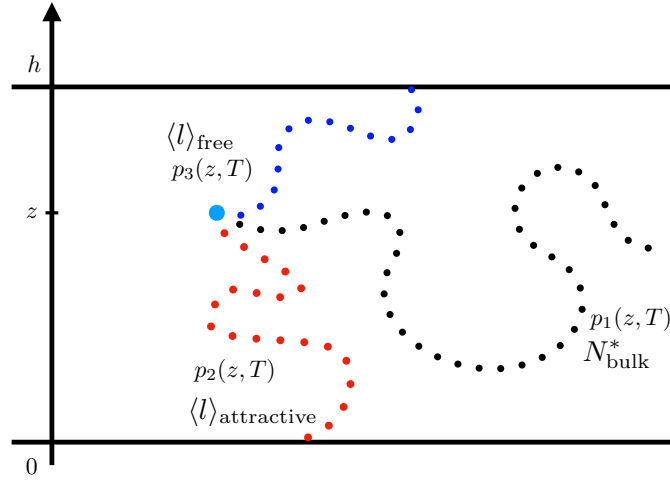 h
⟨l⟩free
p₃(z, T)
z
p₁(z, T)
N*bulk
p₂(z, T)
⟨l⟩attractive
0